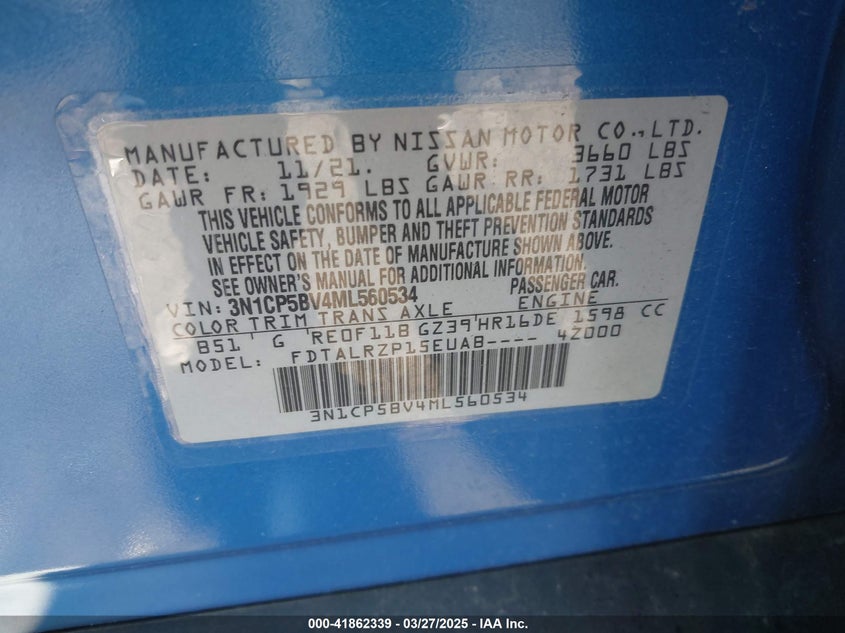 MANUFACTURED BY NISSAN MOTOR CO., LTD.
DATE: 11/21. GVWR: 3660 LBS
GAWR FR: 1929 LBS GAWR RR: 1731 LBS
THIS VEHICLE CONFORMS TO ALL APPLICABLE FEDERAL MOTOR
VEHICLE SAFETY, BUMPER AND THEFT PREVENTION STANDARDS
IN EFFECT ON THE DATE OF MANUFACTURE SHOWN ABOVE.
SEE OWNER'S MANUAL FOR ADDITIONAL INFORMATION.
VIN: 3N1CP5BV4ML560534 PASSENGER CAR.
COLOR TRIM TRANS AXLE ENGINE
B51 G RE0F11B GZ39 HR16DE 1598 CC
MODEL: FDTALRZP15EUAB---- 4Z000
3N1CP5BV4ML560534
000-41862339 | 03/27/2025 - IAA Inc.